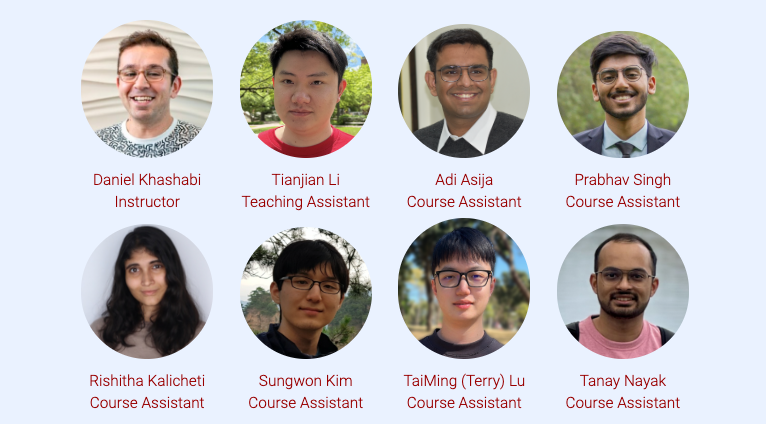 Daniel Khashabi
Instructor
Tianjian Li
Teaching Assistant
Adi Asija
Course Assistant
Prabhav Singh
Course Assistant
Rishitha Kalicheti
Course Assistant
Sungwon Kim
Course Assistant
TaiMing (Terry) Lu
Course Assistant
Tanay Nayak
Course Assistant